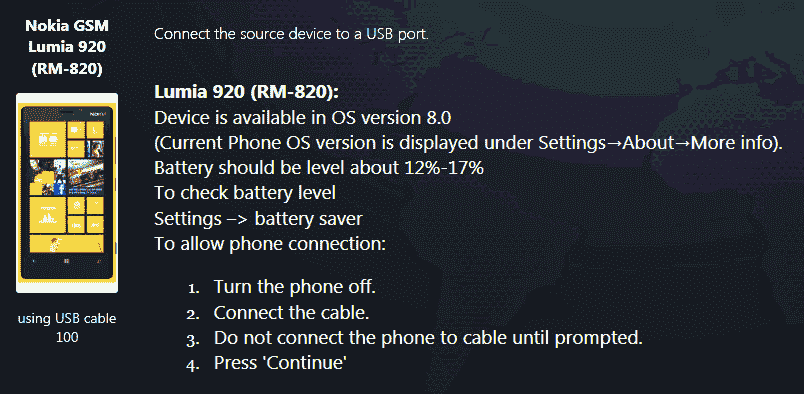 Nokia GSM
Lumia 920
(RM-820)
NOKIA
using USB cable
100
Connect the source device to a USB port.
Lumia 920 (RM-820):
Device is available in OS version 8.0
(Current Phone OS version is displayed under Settings→About→More info).
Battery should be level about 12%-17%
To check battery level
Settings –> battery saver
To allow phone connection:
1. Turn the phone off.
2. Connect the cable.
3. Do not connect the phone to cable until prompted.
4. Press 'Continue'